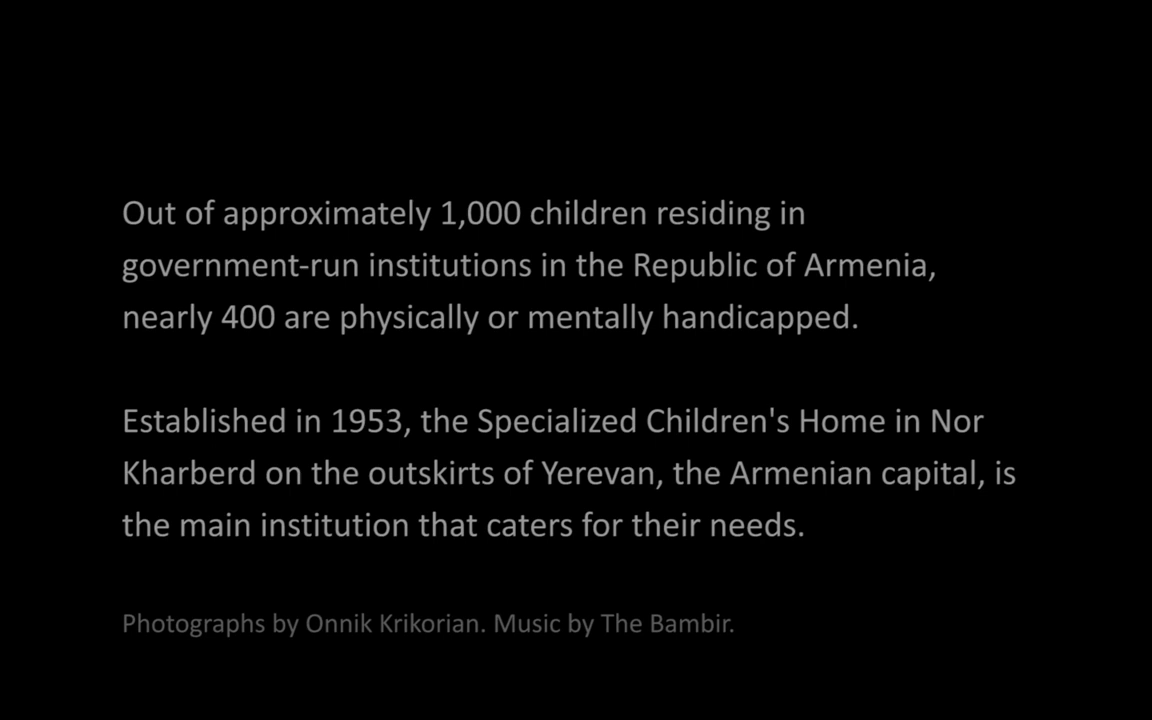 Out of approximately 1,000 children residing in
government-run institutions in the Republic of Armenia,
nearly 400 are physically or mentally handicapped.
Established in 1953, the Specialized Children's Home in Nor
Kharberd on the outskirts of Yerevan, the Armenian capital, is
the main institution that caters for their needs.
Photographs by Onnik Krikorian. Music by The Bambir.